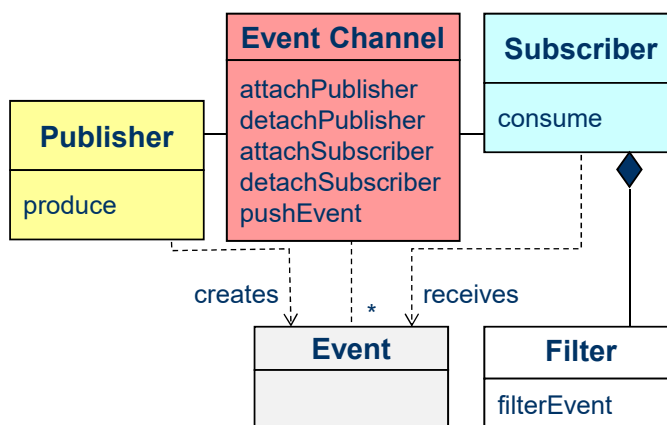 Event Channel
attachPublisher
detachPublisher
attachSubscriber
detachSubscriber
pushEvent
Subscriber
consume
Publisher
produce
creates
*
receives
Event
Filter
filterEvent